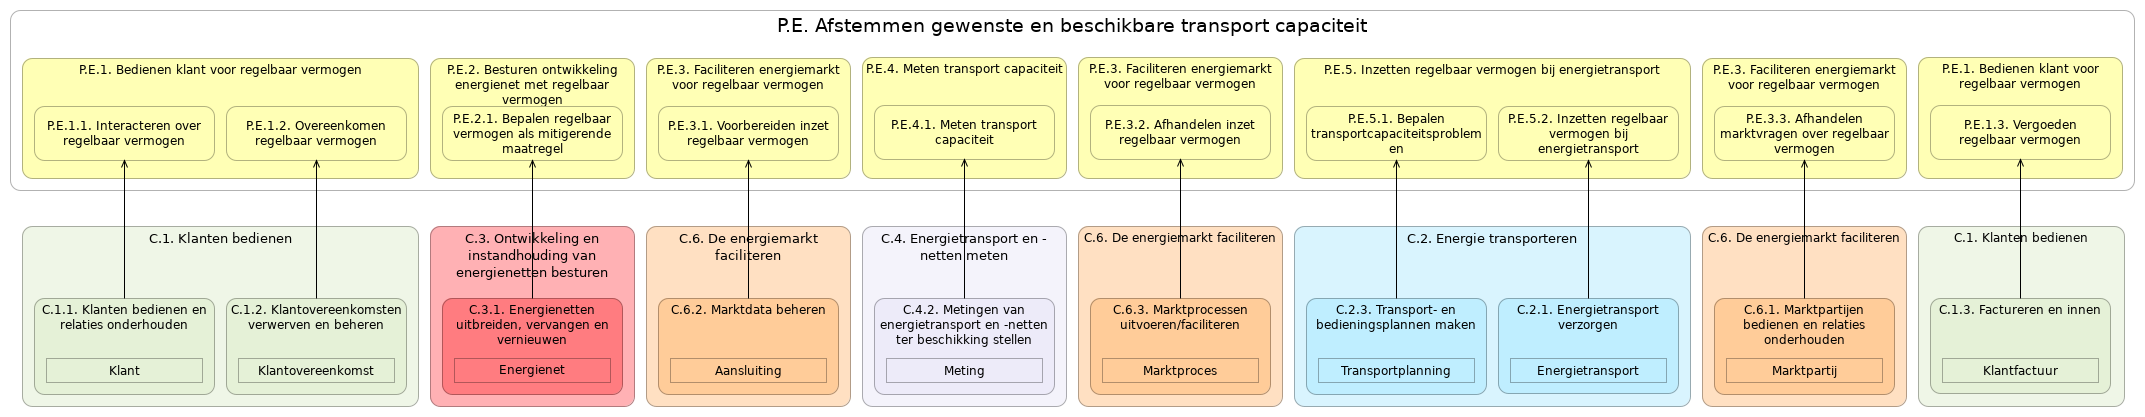 P.E. Afstemmen gewenste en beschikbare transport capaciteit
P.E.1. Bedienen klant voor regelbaar vermogen
P.E.1.1. Interacteren over
regelbaar vermogen
P.E.1.2. Overeenkomen
regelbaar vermogen
P.E.2. Besturen ontwikkeling
energienet met regelbaar
vermogen
P.E.2.1. Bepalen regelbaar
vermogen als mitigerende
maatregel
P.E.3. Faciliteren energiemarkt
voor regelbaar vermogen
P.E.3.1. Voorbereiden inzet
regelbaar vermogen
P.E.4. Meten transport capaciteit
P.E.4.1. Meten transport
capaciteit
P.E.3. Faciliteren energiemarkt
voor regelbaar vermogen
P.E.3.2. Afhandelen inzet
regelbaar vermogen
P.E.5. Inzetten regelbaar vermogen bij energietransport
P.E.5.1. Bepalen
transportcapaciteitsproblem
en
P.E.5.2. Inzetten regelbaar
vermogen bij
energietransport
P.E.3. Faciliteren energiemarkt
voor regelbaar vermogen
P.E.3.3. Afhandelen
marktvragen over regelbaar
vermogen
P.E.1. Bedienen klant voor
regelbaar vermogen
P.E.1.3. Vergoeden
regelbaar vermogen
C.1. Klanten bedienen
C.1.1. Klanten bedienen en
relaties onderhouden
Klant
C.1.2. Klantovereenkomsten
verwerven en beheren
Klantovereenkomst
C.3. Ontwikkeling en
instandhouding van
energienetten besturen
C.3.1. Energienetten
uitbreiden, vervangen en
vernieuwen
Energienet
C.6. De energiemarkt
faciliteren
C.6.2. Marktdata beheren
Aansluiting
C.4. Energietransport en -
netten meten
C.4.2. Metingen van
energietransport en -netten
ter beschikking stellen
Meting
C.6. De energiemarkt faciliteren
C.6.3. Marktprocessen
uitvoeren/faciliteren
Marktproces
C.2. Energie transporteren
C.2.3. Transport- en
bedieningsplannen maken
Transportplanning
C.2.1. Energietransport
verzorgen
Energietransport
C.6. De energiemarkt faciliteren
C.6.1. Marktpartijen
bedienen en relaties
onderhouden
Marktpartij
C.1. Klanten bedienen
C.1.3. Factureren en innen
Klantfactuur